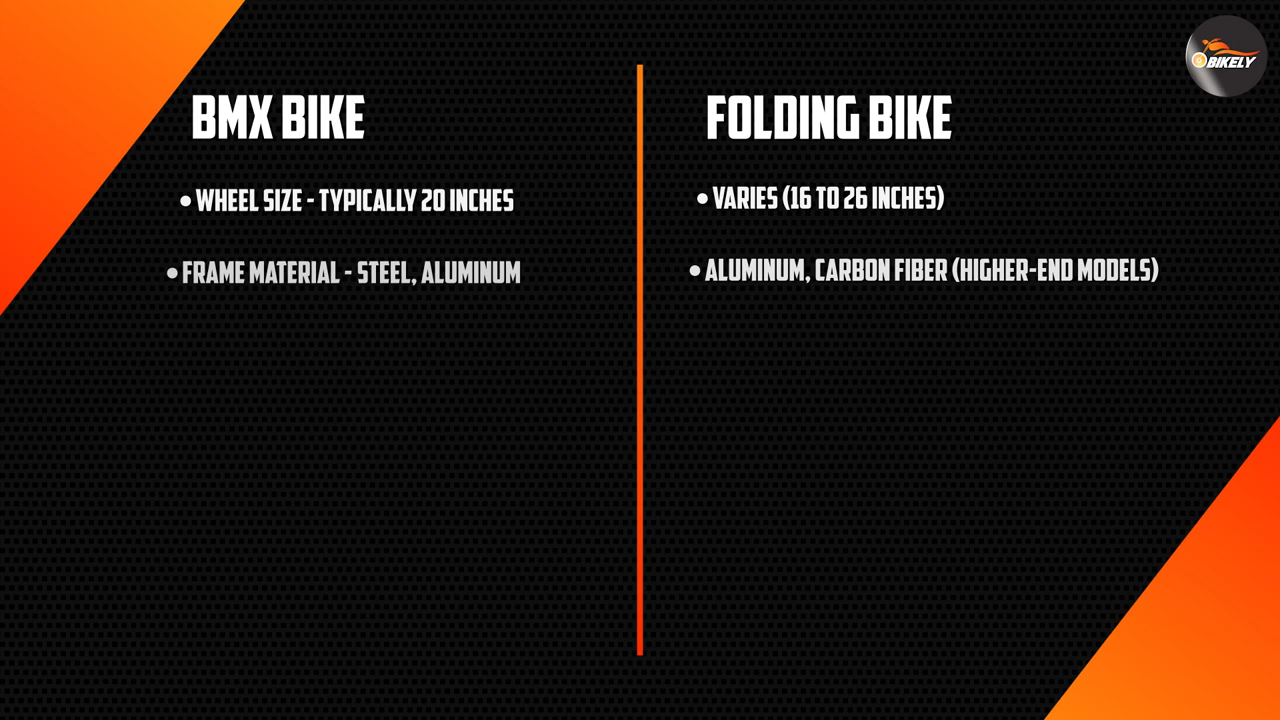 BIKELY
BMX BIKE
• WHEEL SIZE - TYPICALLY 20 INCHES
• FRAME MATERIAL - STEEL, ALUMINUM
FOLDING BIKE
• VARIES (16 TO 26 INCHES)
• ALUMINUM, CARBON FIBER (HIGHER-END MODELS)